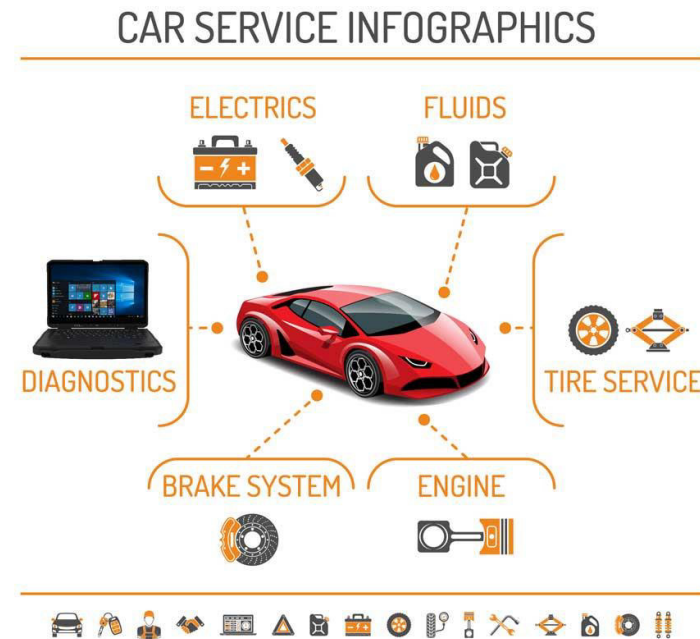 CAR SERVICE INFOGRAPHICS
ELECTRICS
FLUIDS
DIAGNOSTICS
TIRE SERVICE
BRAKE SYSTEM
ENGINE